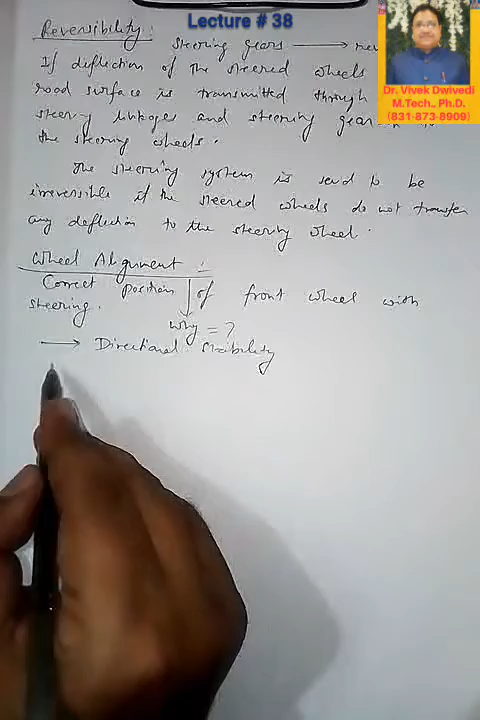 Lecture # 38
Reversibility :- steering gears → rev
If deflection of the steered wheels
road surface is transmitted through
steering linkages and steering gear
the steering wheels.
The steering system is said to be
irreversible if the steered wheels do not transfer
any deflection to the steering wheel.
Wheel Alignment :-
Correct position of front wheel with
steering.
why = ?
→ Directional stability
Dr. Vivek Dwivedi
M.Tech., Ph.D.
(831-873-8909)